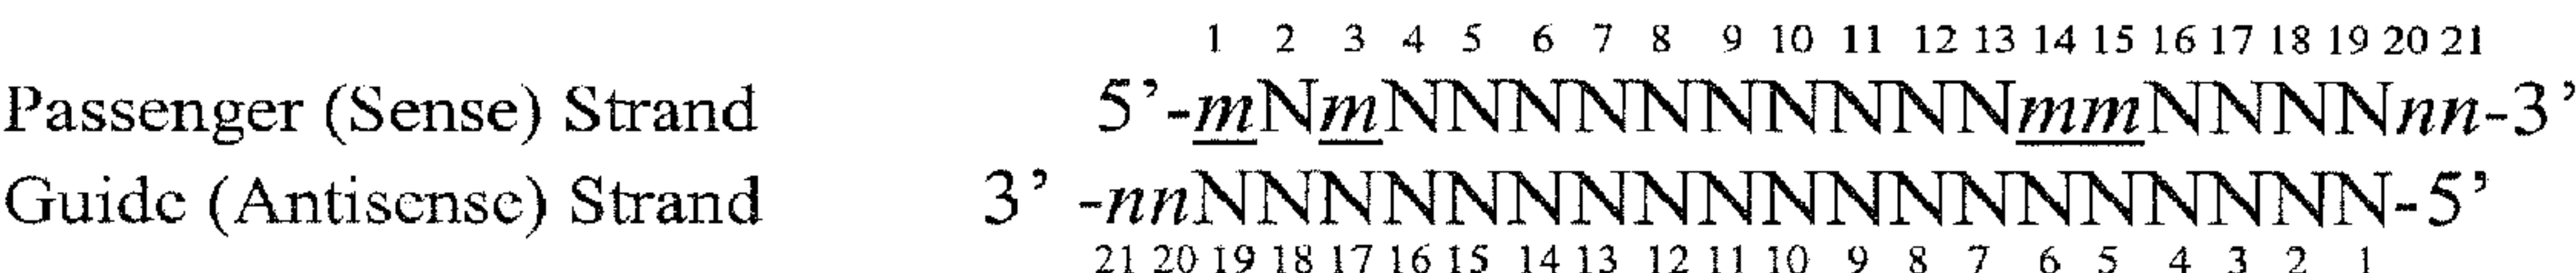 1 2 3 4 5 6 7 8 9 10 11 12 13 14 15 16 17 18 19 20 21
Passenger (Sense) Strand 5’-mNmNNNNNNNNNNmmNNNNnn-3’
Guide (Antisense) Strand 3’ -nnNNNNNNNNNNNNNNNNNNN-5’
21 20 19 18 17 16 15 14 13 12 11 10 9 8 7 6 5 4 3 2 1